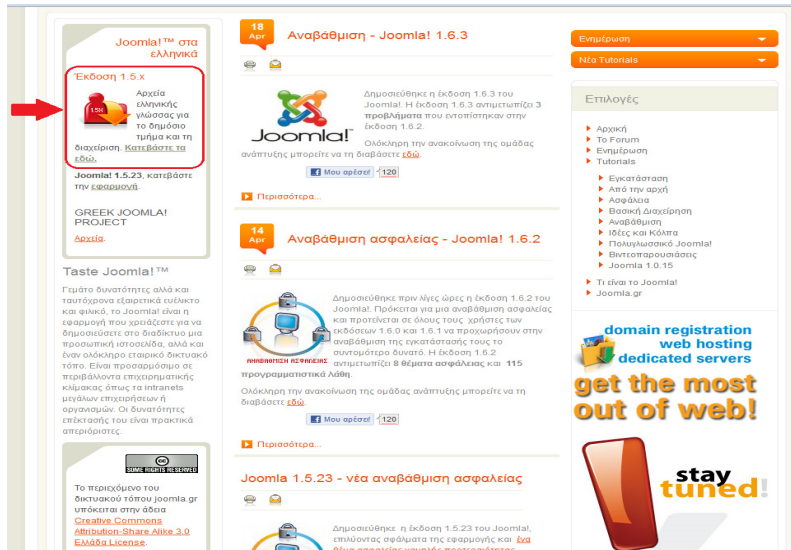 Joomla!™ στα
ελληνικά
Έκδοση 1.5.x
Αρχεία
ελληνικής
γλώσσας για
το δημόσιο
τμήμα και τη
διαχείριση. Κατεβάστε τα
εδώ.
Joomla! 1.5.23, κατεβάστε
την εφαρμογή.
GREEK JOOMLA!
PROJECT
Αρχεία.
Taste Joomla!™
Γεμάτο δυνατότητες αλλά και
ταυτόχρονα εξαιρετικά ευέλικτο
και φιλικό, το Joomla! είναι η
εφαρμογή που χρειάζεστε για να
δημοσιεύσετε στο διαδίκτυο μια
προσωπική ιστοσελίδα, αλλά και
έναν ολόκληρο εταιρικό δικτυακό
τόπο. Είναι προσαρμόσιμο σε
περιβάλλοντα επιχειρηματικής
κλίμακας όπως τα intranets
μεγάλων επιχειρήσεων ή
οργανισμών. Οι δυνατότητες
επέκτασής του είναι πρακτικά
απεριόριστες.
SOME RIGHTS RESERVED
Το περιεχόμενο του
δικτυακού τόπου joomla.gr
υπόκειται στην άδεια
Creative Commons
Attribution-Share Alike 3.0
Ελλάδα License.
18
Apr
Αναβάθμιση - Joomla! 1.6.3
Joomla!
Δημοσιεύθηκε η έκδοση 1.6.3 του
Joomla!. Η έκδοση 1.6.3 αντιμετωπίζει 3
προβλήματα που εντοπίστηκαν στην
έκδοση 1.6.2.
Ολόκληρη την ανακοίνωση της ομάδας
ανάπτυξης μπορείτε να τη διαβάσετε εδώ.
Μου αρέσει! 120
Περισσότερα...
14
Apr
Αναβάθμιση ασφαλείας - Joomla! 1.6.2
ΑΝΑΒΑΘΜΙΣΗ ΑΣΦΑΛΕΙΑΣ
Δημοσιεύθηκε πριν λίγες ώρες η έκδοση 1.6.2 του
Joomla!. Πρόκειται για μια αναβάθμιση ασφαλείας
και προτείνεται σε όλους τους χρήστες των
εκδόσεων 1.6.0 και 1.6.1 να προχωρήσουν στην
αναβάθμιση της εγκατάστασής τους το
συντομότερο δυνατό. Η έκδοση 1.6.2
αντιμετωπίζει 8 θέματα ασφάλειας και 115
προγραμματιστικά Λάθη.
Ολόκληρη την ανακοίνωση της ομάδας ανάπτυξης μπορείτε να τη
διαβάσετε εδώ.
Μου αρέσει! 120
Περισσότερα...
Joomla 1.5.23 - νέα αναβάθμιση ασφαλείας
Δημοσιεύθηκε η έκδοση 1.5.23 του Joomla!,
επιλύοντας σφάλματα της εφαρμογής και ένα
θέμα ασφαλείας χαμηλής προτεραιότητας
Ενημέρωση
Νέα Tutorials
Επιλογές
Αρχική
Το Forum
Ενημέρωση
Tutorials
Εγκατάσταση
Από την αρχή
Ασφάλεια
Βασική Διαχείρηση
Αναβάθμιση
Ιδέες και Κόλπα
Πολυγλωσσικό Joomla!
Βιντεοπαρουσιάσεις
Joomla 1.0.15
Τι είναι το Joomla!
Joomla.gr
domain registration
web hosting
dedicated servers
get the most
out of web!
stay
tuned!